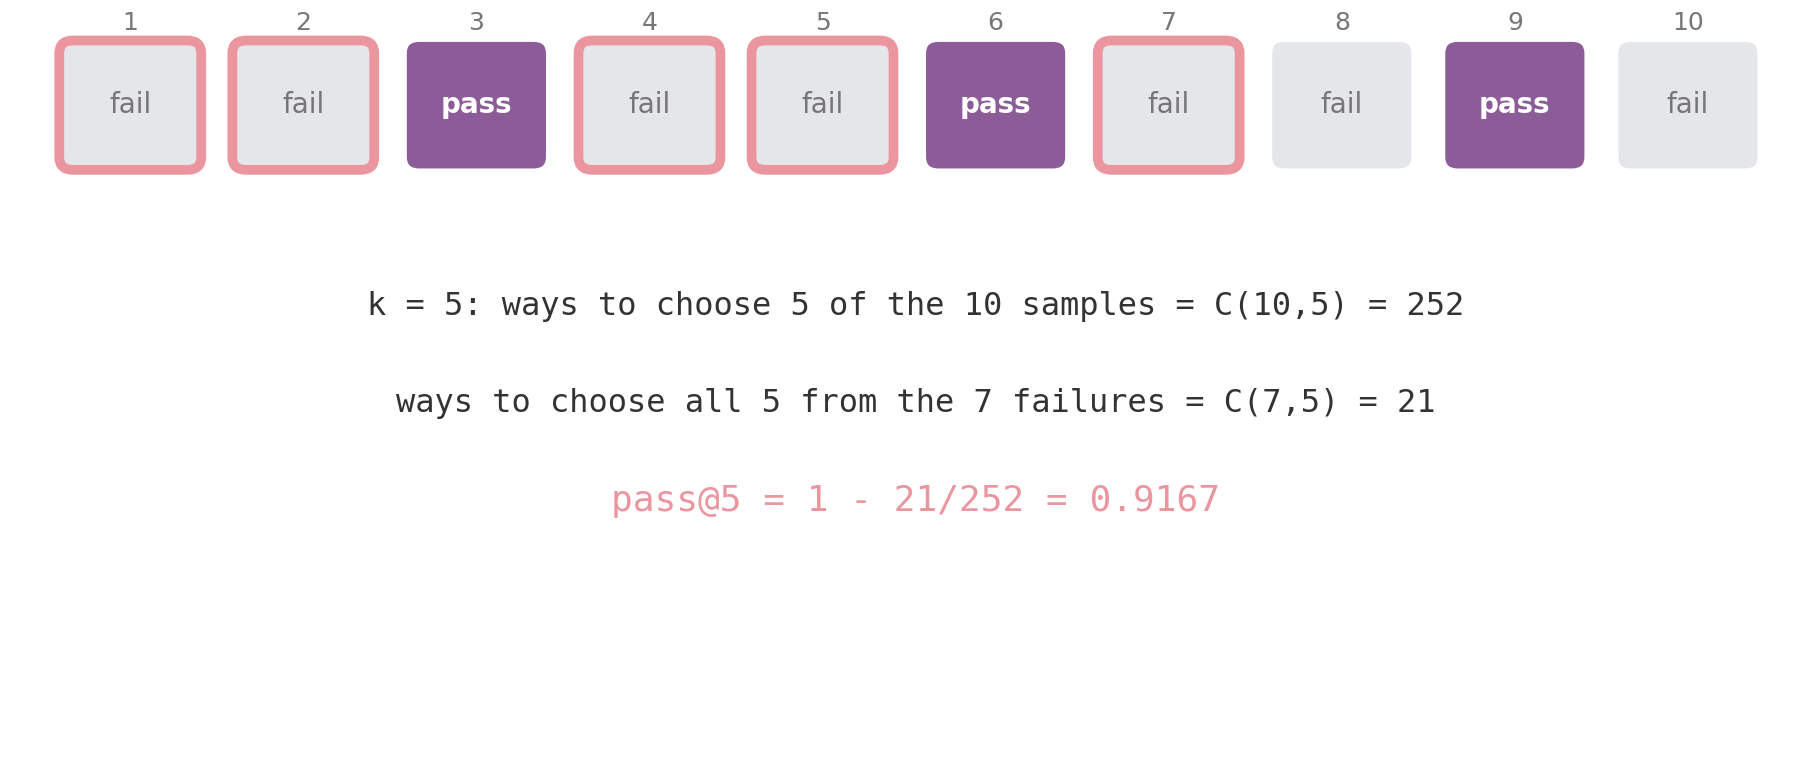 1 2 3 4 5 6 7 8 9 10
fail fail pass fail fail pass fail fail pass fail
k = 5: ways to choose 5 of the 10 samples = C(10,5) = 252
ways to choose all 5 from the 7 failures = C(7,5) = 21
pass@5 = 1 - 21/252 = 0.9167